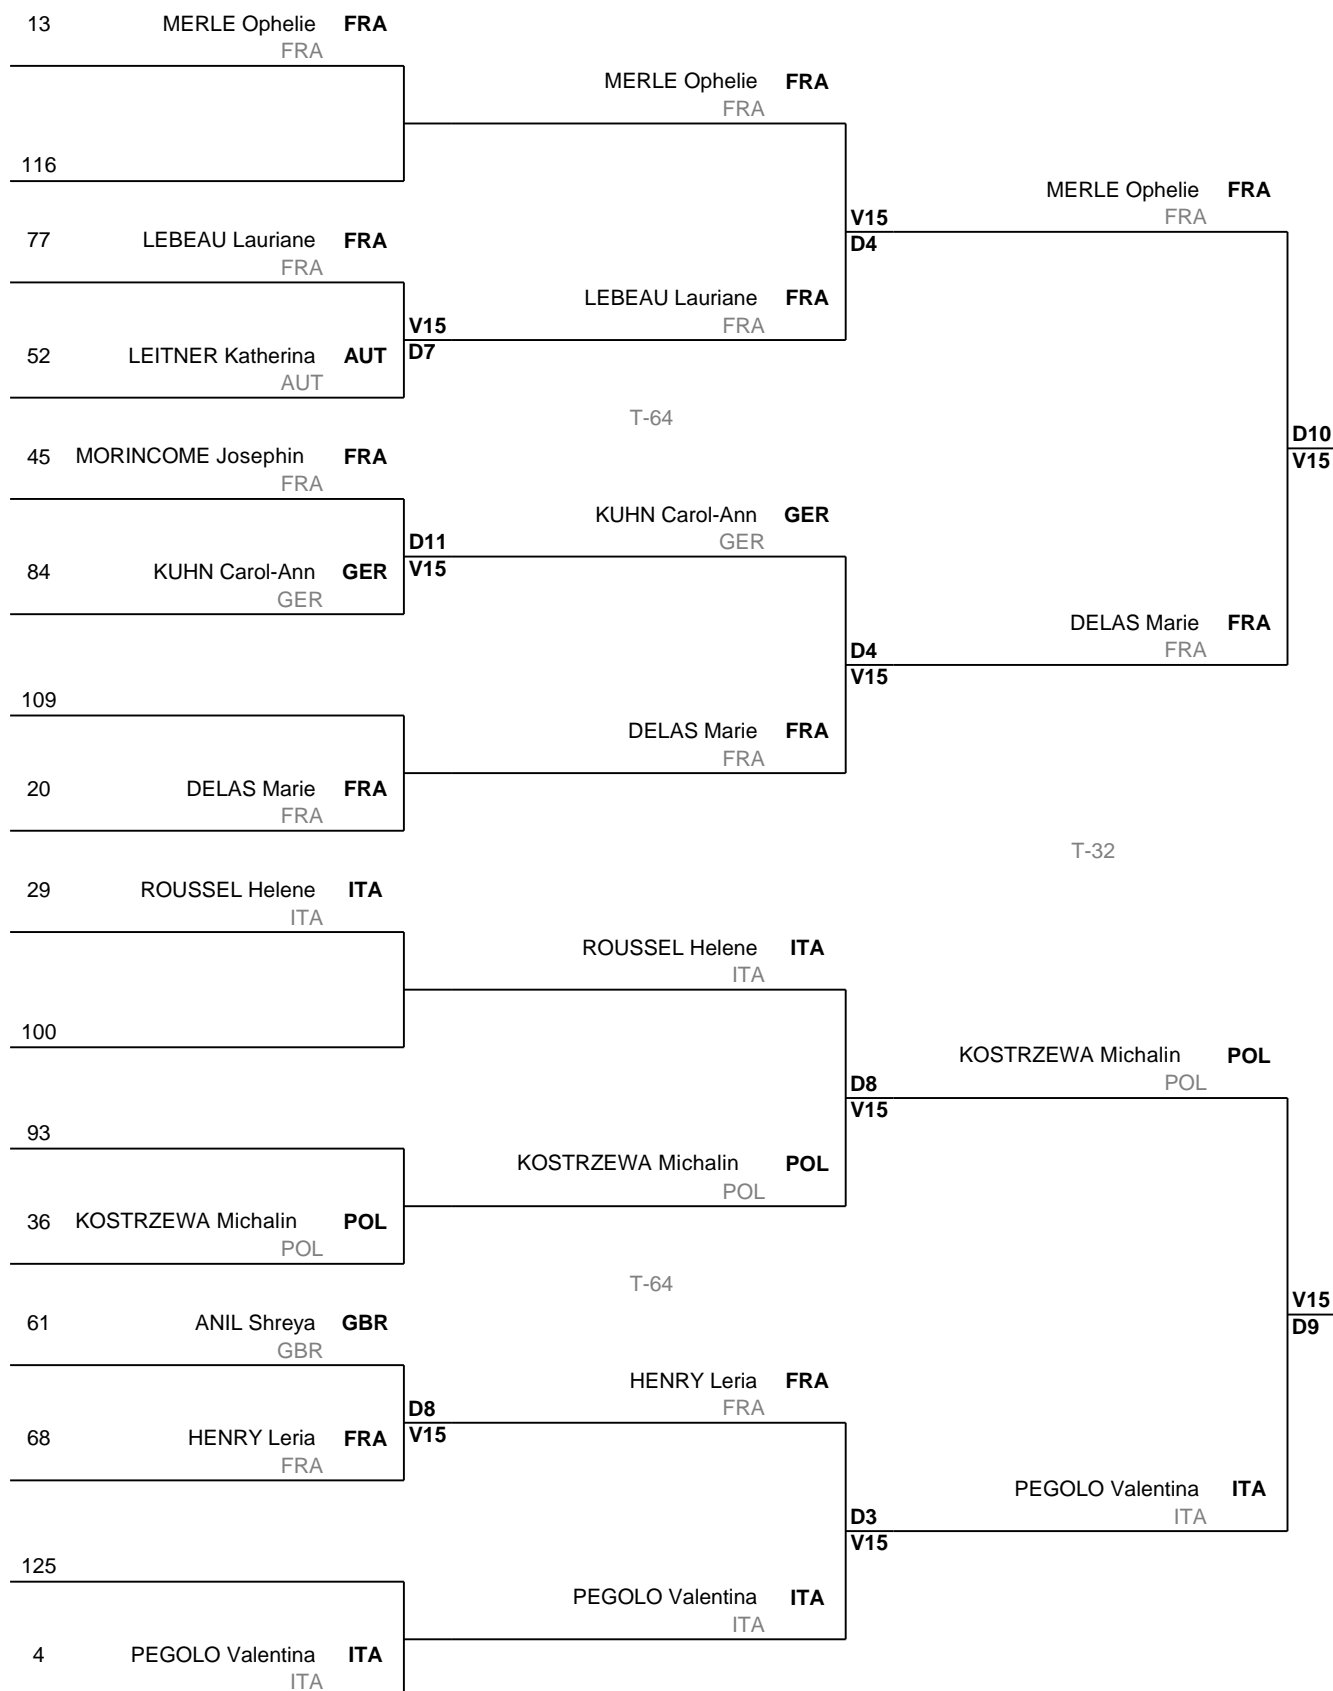 13 MERLE Ophelie FRA
FRA
MERLE Ophelie FRA
FRA
116
MERLE Ophelie FRA
FRA
V15
D4
77 LEBEAU Lauriane FRA
FRA
LEBEAU Lauriane FRA
FRA
V15
D7
52 LEITNER Katherina AUT
AUT
T-64
D10
V15
45 MORINCOME Josephin FRA
FRA
KUHN Carol-Ann GER
GER
D11
V15
84 KUHN Carol-Ann GER
GER
DELAS Marie FRA
FRA
D4
V15
109
DELAS Marie FRA
FRA
20 DELAS Marie FRA
FRA
T-32
29 ROUSSEL Helene ITA
ITA
ROUSSEL Helene ITA
ITA
100
KOSTRZEWA Michalin POL
POL
D8
V15
93
KOSTRZEWA Michalin POL
POL
36 KOSTRZEWA Michalin POL
POL
T-64
V15
D9
61 ANIL Shreya GBR
GBR
HENRY Leria FRA
FRA
D8
V15
68 HENRY Leria FRA
FRA
PEGOLO Valentina ITA
ITA
D3
V15
125
PEGOLO Valentina ITA
ITA
4 PEGOLO Valentina ITA
ITA